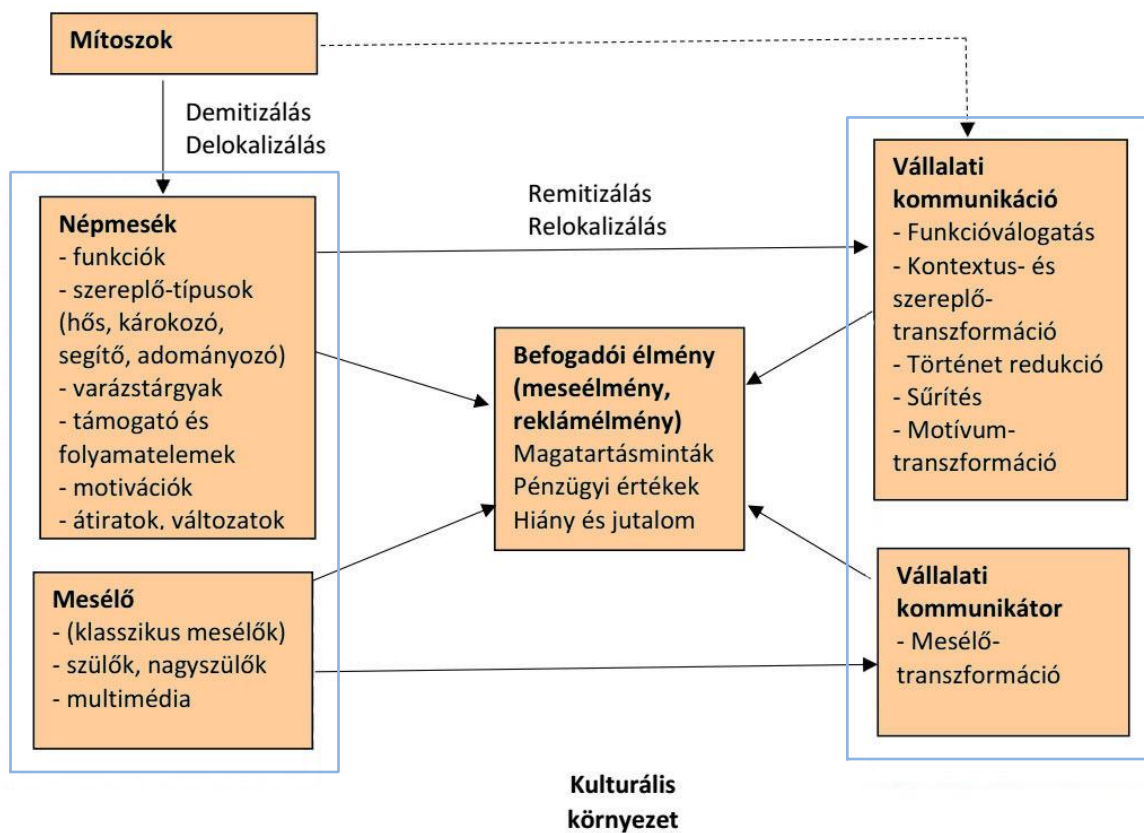 Mítoszok
Demitizálás
Delokalizálás
Népmesék
- funkciók
- szereplő-típusok
(hős, károkozó,
segítő, adományozó)
- varázstárgyak
- támogató és
folyamatelemek
- motivációk
- átiratok, változatok
Remitizálás
Relokalizálás
Vállalati
kommunikáció
- Funkcióválogatás
- Kontextus- és
szereplő-
transzformáció
- Történet redukció
- Sűrítés
- Motívum-
transzformáció
Befogadói élmény
(meseélmény,
reklámélmény)
Magatartásminták
Pénzügyi értékek
Hiány és jutalom
Mesélő
- (klasszikus mesélők)
- szülők, nagyszülők
- multimédia
Vállalati
kommunikátor
- Mesélő-
transzformáció
Kulturális
környezet